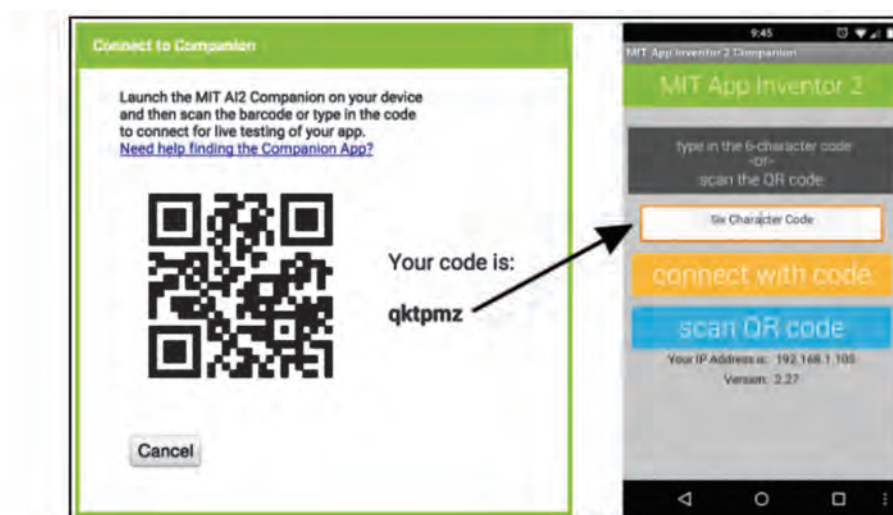 Connect to Companion
Launch the MIT AI2 Companion on your device
and then scan the barcode or type in the code
to connect for live testing of your app.
Need help finding the Companion App?
Your code is:
qktpmz
Cancel
9:45
MIT App Inventor 2 Companion
MIT App Inventor 2
type in the 6-character code
-or-
scan the QR code
Six Character Code
connect with code
scan QR code
Your IP Address is: 192.168.1.105
Version: 2.27